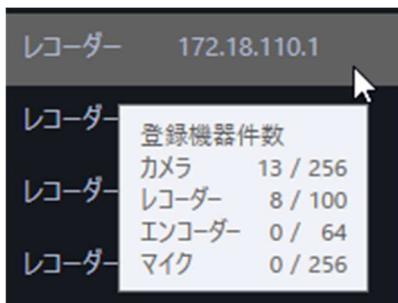 レコーダー 172.18.110.1
レコーダー
登録機器件数
カメラ 13 / 256
レコーダー
レコーダー 8 / 100
エンコーダー 0 / 64
レコーダー
マイク 0 / 256